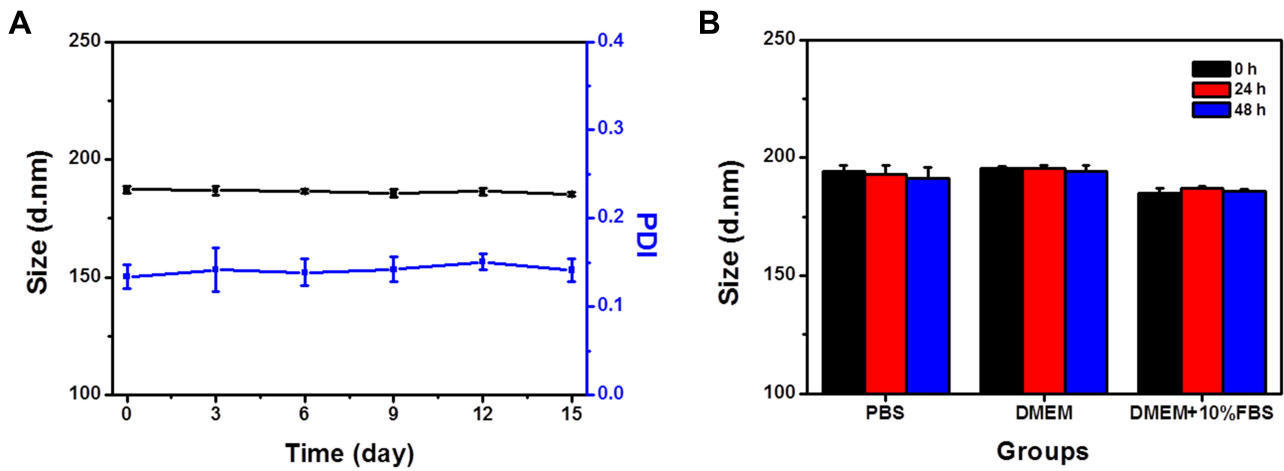 A
250
200
150
100
Size (d.nm)
0.4
0.3
0.2
0.1
0.0
PDI
0 3 6 9 12 15
Time (day)
B
250
200
150
100
Size (d.nm)
0 h
24 h
48 h
PBS DMEM DMEM+10%FBS
Groups